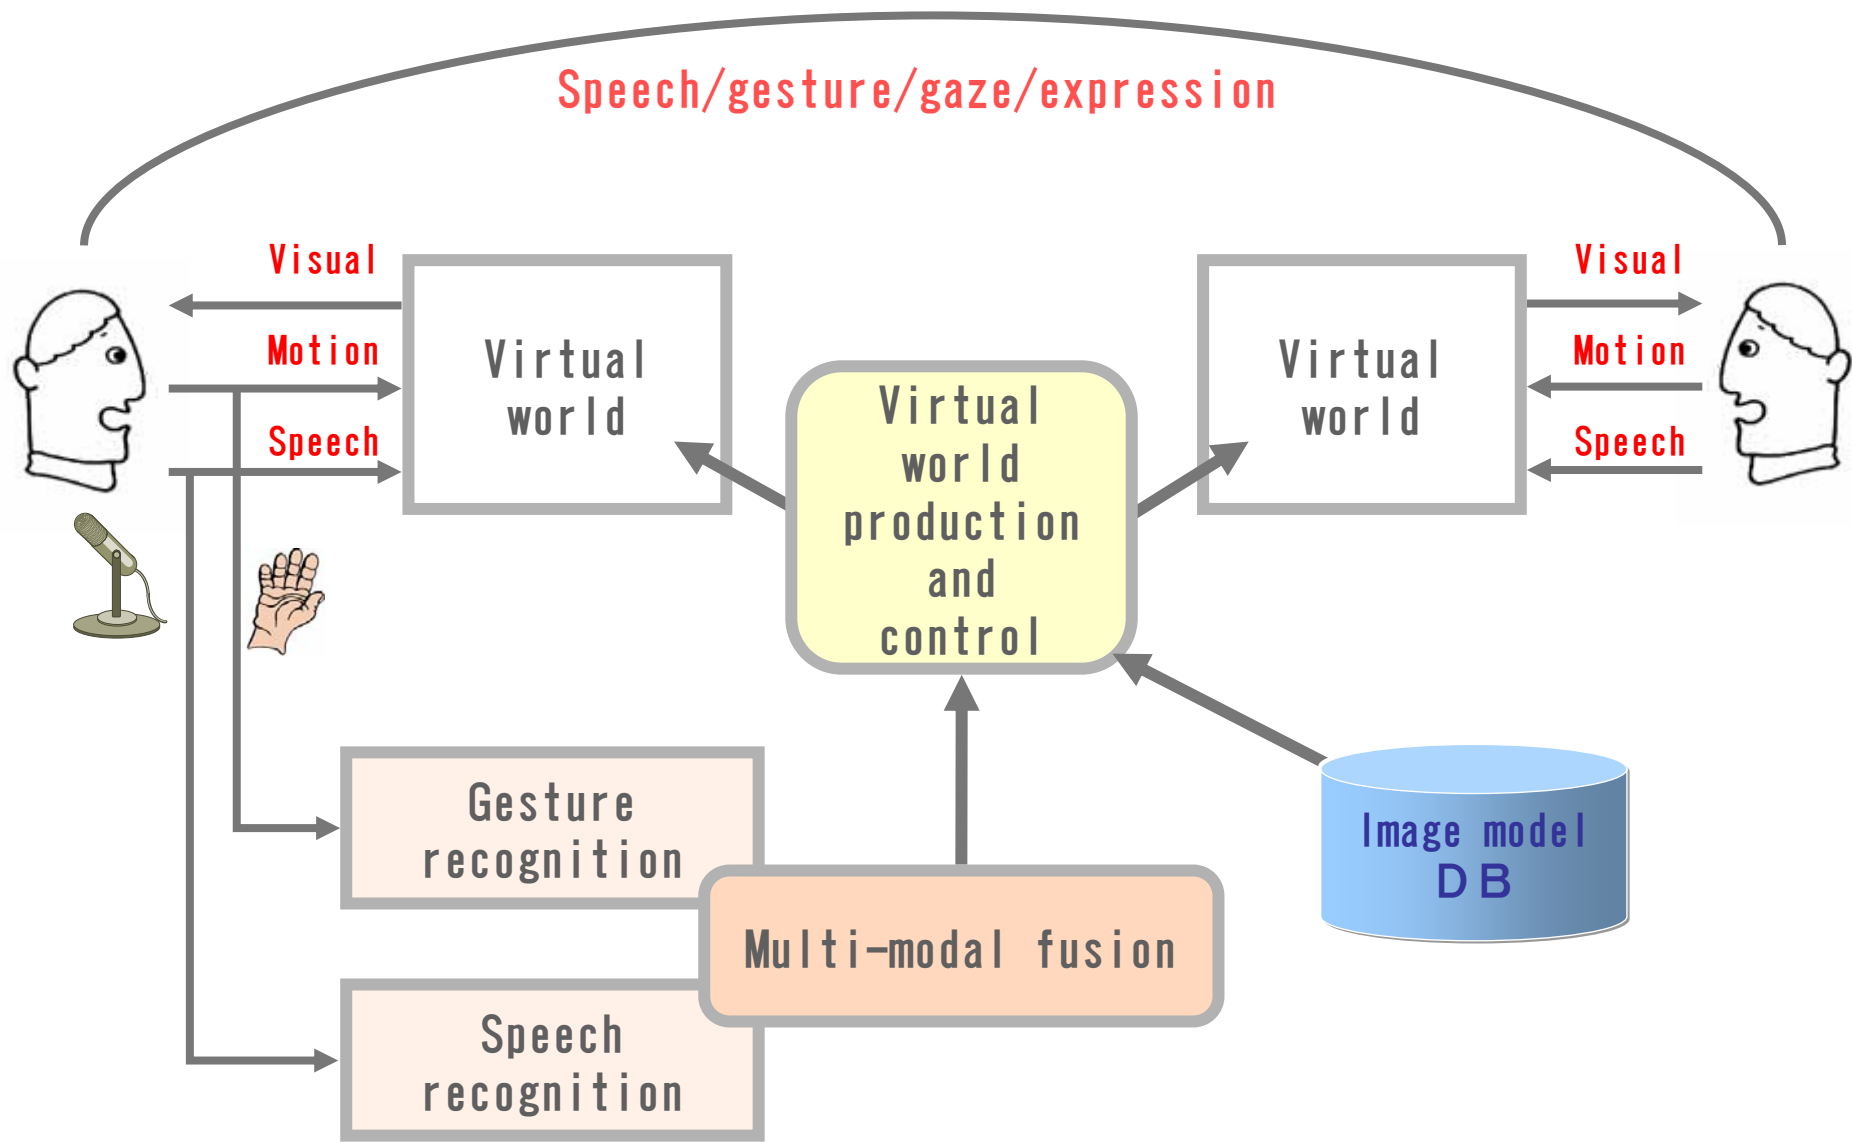 Speech/gesture/gaze/expression
Visual
Motion
Speech
Virtual
world
Virtual
world
production
and
control
Virtual
world
Visual
Motion
Speech
Gesture
recognition
Multi-modal fusion
Speech
recognition
Image model
DB